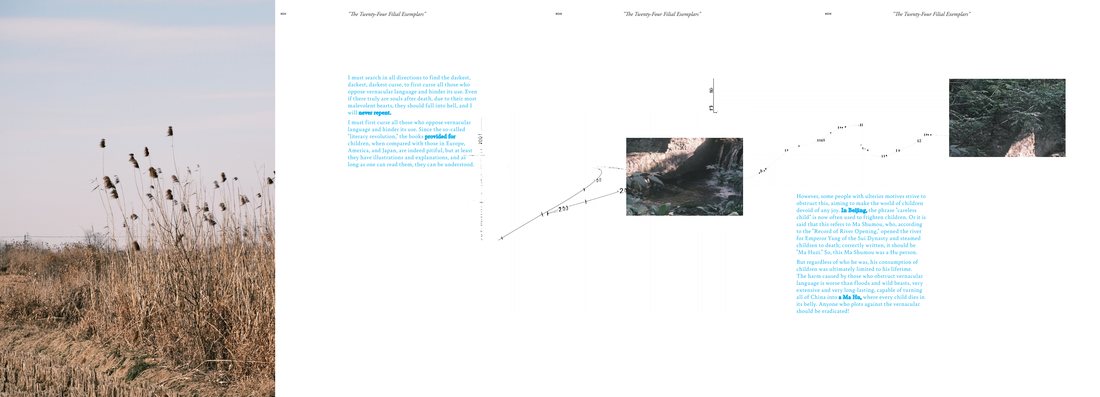 "The Twenty-Four Filial Exemplars"
"The Twenty-Four Filial Exemplars"
"The Twenty-Four Filial Exemplars"
I must search in all directions to find the darkest,
darkest, darkest curse, to first curse all those who
oppose vernacular language and hinder its use. Even
if there truly are souls after death, due to their most
malevolent hearts, they should fall into hell, and I
will never repent.
I must first curse all those who oppose vernacular
language and hinder its use. Since the so-called
"literacy revolution," the books provided for
children, when compared with those in Europe,
America, and Japan, are indeed pitiful, but at least
they have illustrations and explanations, and as
long as one can read them, they can be understood.
However, some people with ulterior motives strive to
obstruct this, aiming to make the world of children
devoid of any joy. In Beijing, the phrase "careless
child" is now often used to frighten children. Or it is
said that this refers to Ma Shumou, who, according
to the "Record of River Opening," opened the river
for Emperor Yang of the Sui Dynasty and steamed
children to death; correctly written, it should be
"Ma Hun." So, this Ma Shumou was a Hu person.
But regardless of who he was, his consumption of
children was ultimately limited to his lifetime.
The harm caused by those who obstruct vernacular
language is worse than floods and wild beasts, very
extensive and very long-lasting, capable of turning
all of China into a Ma Hu, where every child dies in
its belly. Anyone who plots against the vernacular
should be eradicated!